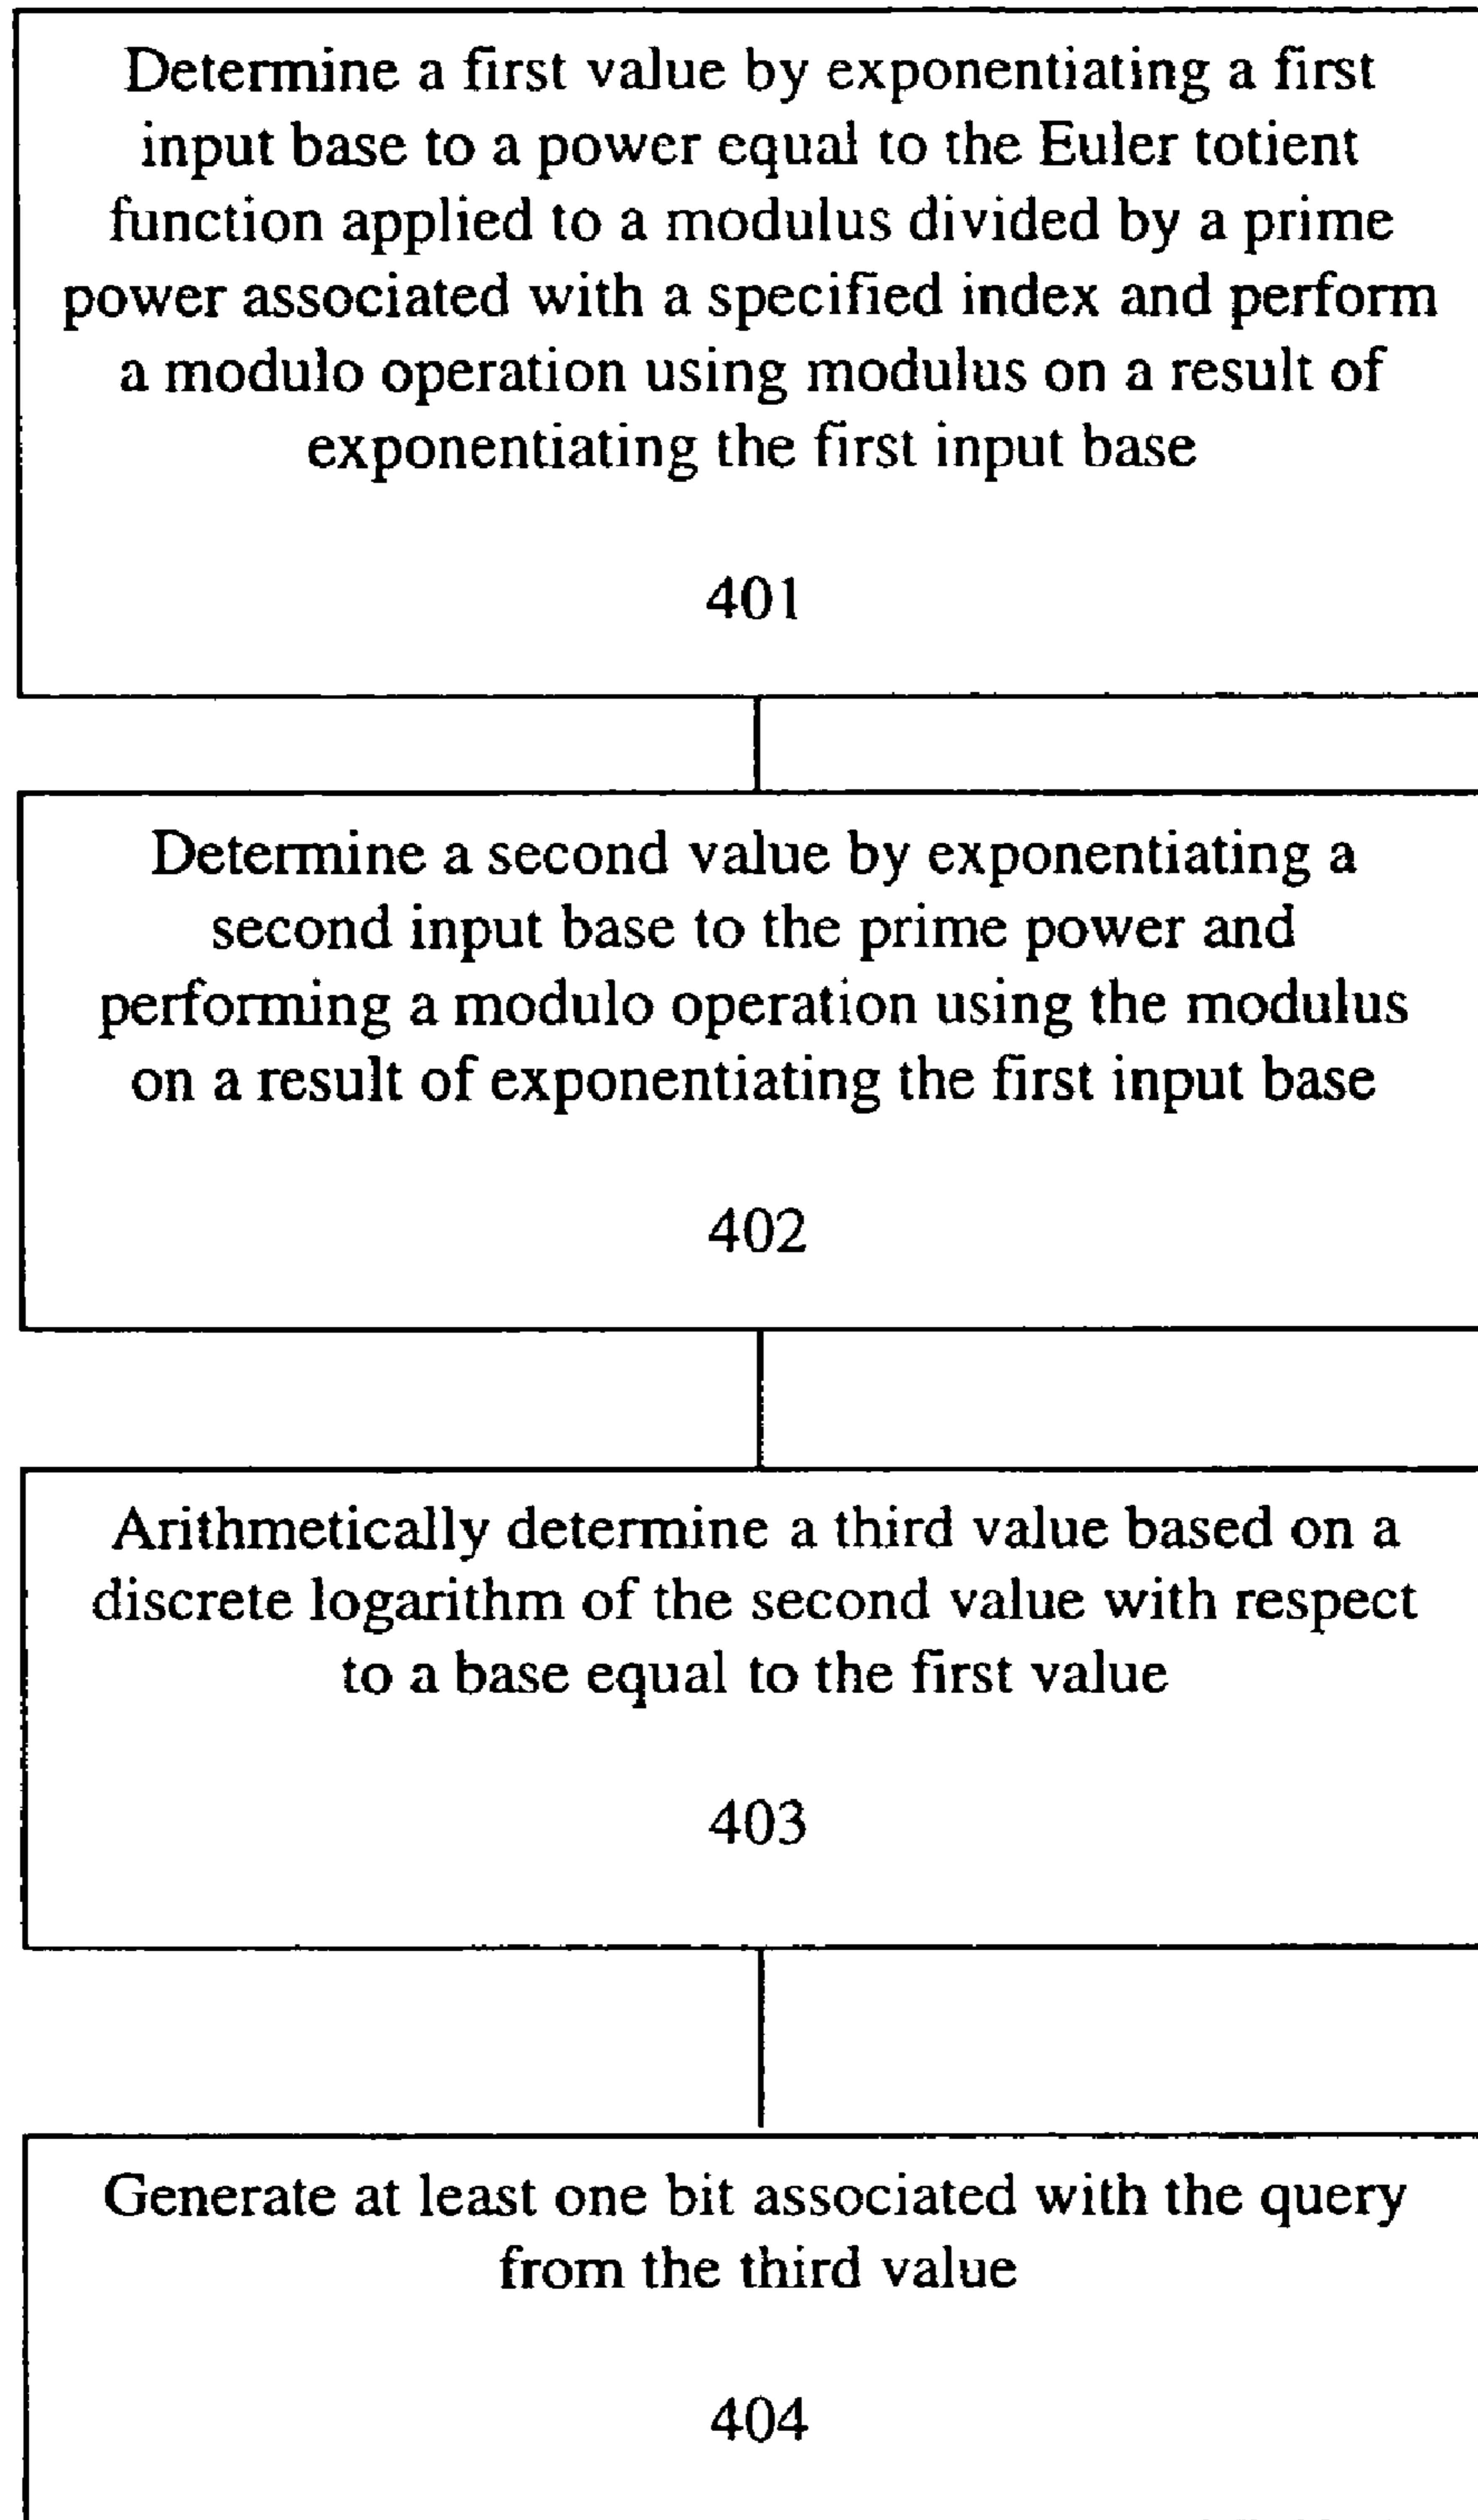 Determine a first value by exponentiating a first
input base to a power equal to the Euler totient
function applied to a modulus divided by a prime
power associated with a specified index and perform
a modulo operation using modulus on a result of
exponentiating the first input base
401
Determine a second value by exponentiating a
second input base to the prime power and
performing a modulo operation using the modulus
on a result of exponentiating the first input base
402
Arithmetically determine a third value based on a
discrete logarithm of the second value with respect
to a base equal to the first value
403
Generate at least one bit associated with the query
from the third value
404